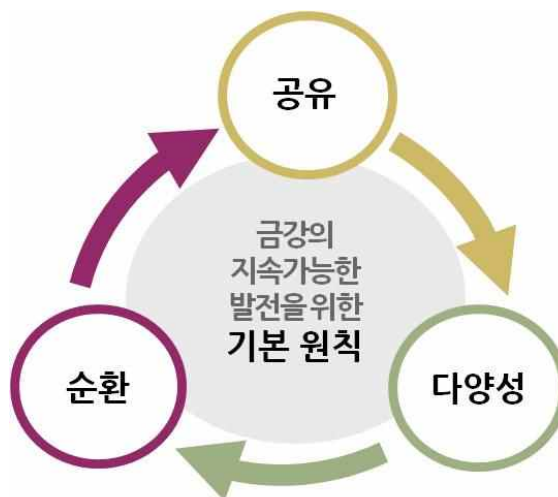 공유
금강의
지속가능한
발전을 위한
기본 원칙
순환
다양성